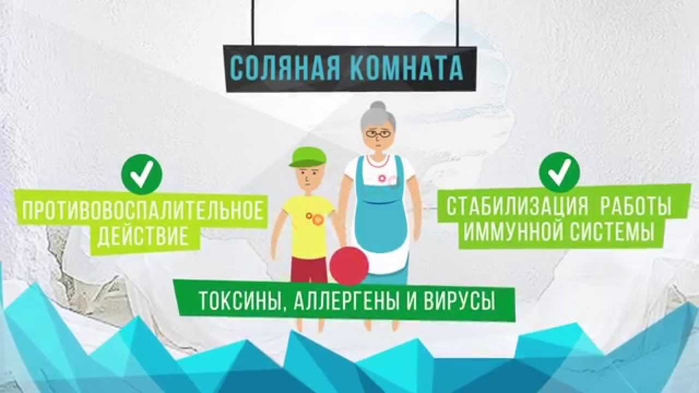 СОЛЯНАЯ КОМНАТА
ПРОТИВОВОСПАЛИТЕЛЬНОЕ
ДЕЙСТВИЕ
СТАБИЛИЗАЦИЯ РАБОТЫ
ИММУННОЙ СИСТЕМЫ
ТОКСИНЫ, АЛЛЕРГЕНЫ И ВИРУСЫ